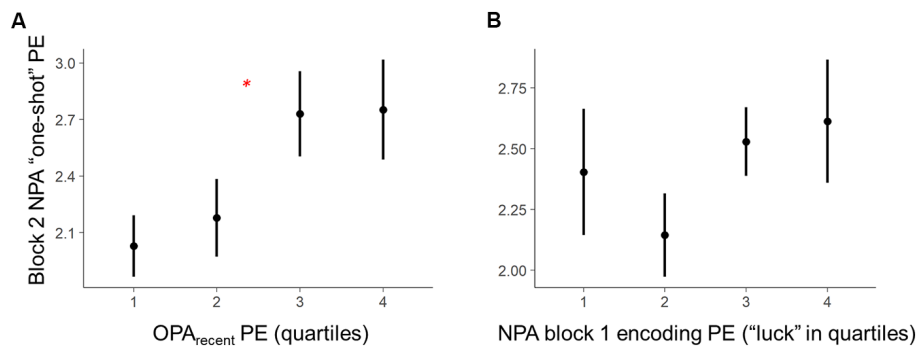 A
Block 2 NPA “one-shot” PE
3.0
2.7
2.4
2.1
*
1 2 3 4
OPArecent PE (quartiles)
B
2.75
2.50
2.25
2.00
1 2 3 4
NPA block 1 encoding PE (“luck” in quartiles)